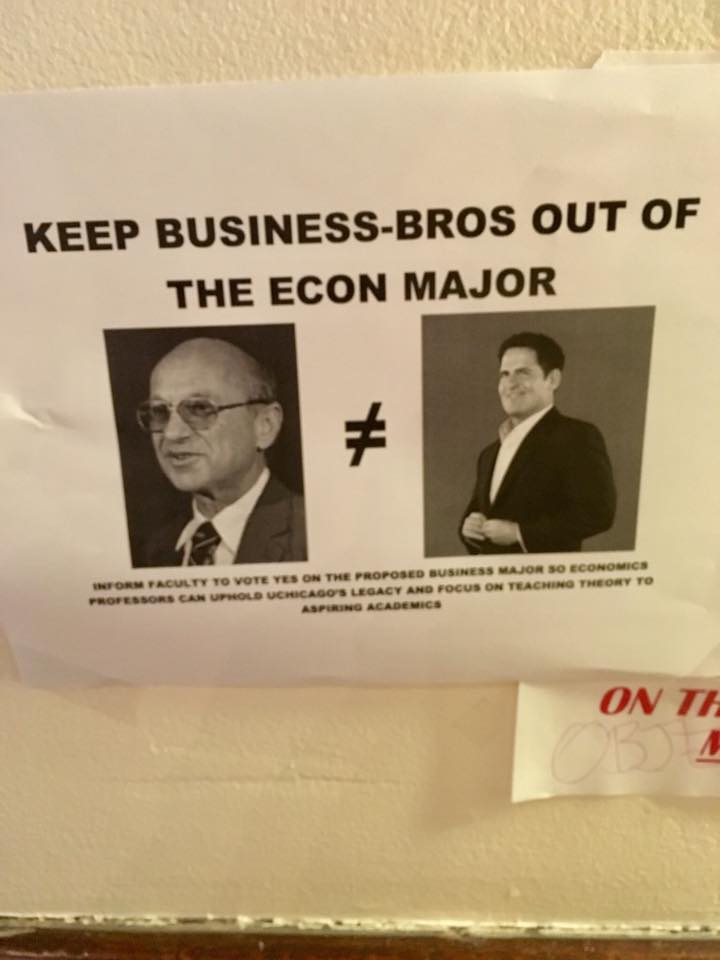 KEEP BUSINESS-BROS OUT OF
THE ECON MAJOR
≠
INFORM FACULTY TO VOTE YES ON THE PROPOSED BUSINESS MAJOR SO ECONOMICS
PROFESSORS CAN UPHOLD UCHICAGO'S LEGACY AND FOCUS ON TEACHING THEORY TO
ASPIRING ACADEMICS
ON TH
OBJE
M